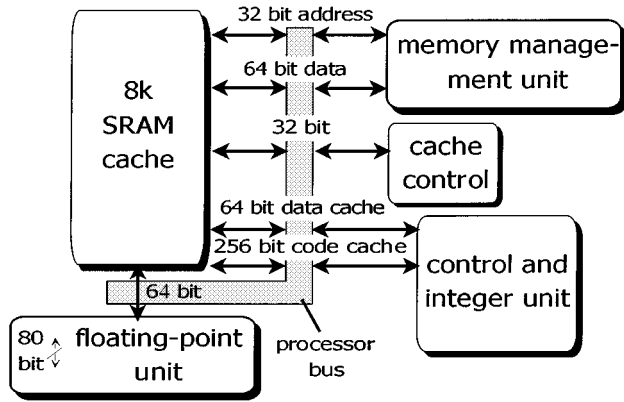 32 bit address
64 bit data
32 bit
64 bit data cache
256 bit code cache
8k
SRAM
cache
memory manage-
ment unit
cache
control
control and
integer unit
64 bit
80
bit
floating-point
unit
processor
bus